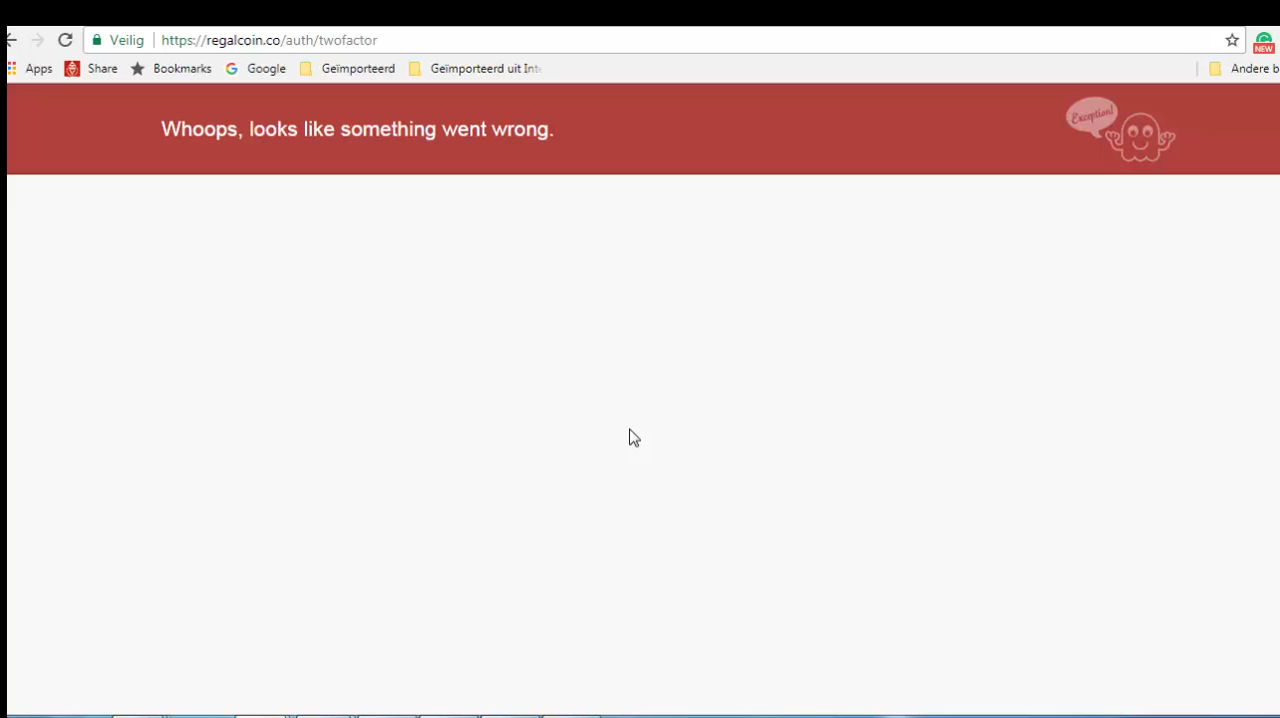 Veilig https://regalcoin.co/auth/twofactor
NEW
Apps Share Bookmarks Google Geïmporteerd Geïmporteerd uit Inte Andere b
Whoops, looks like something went wrong.
Exception!